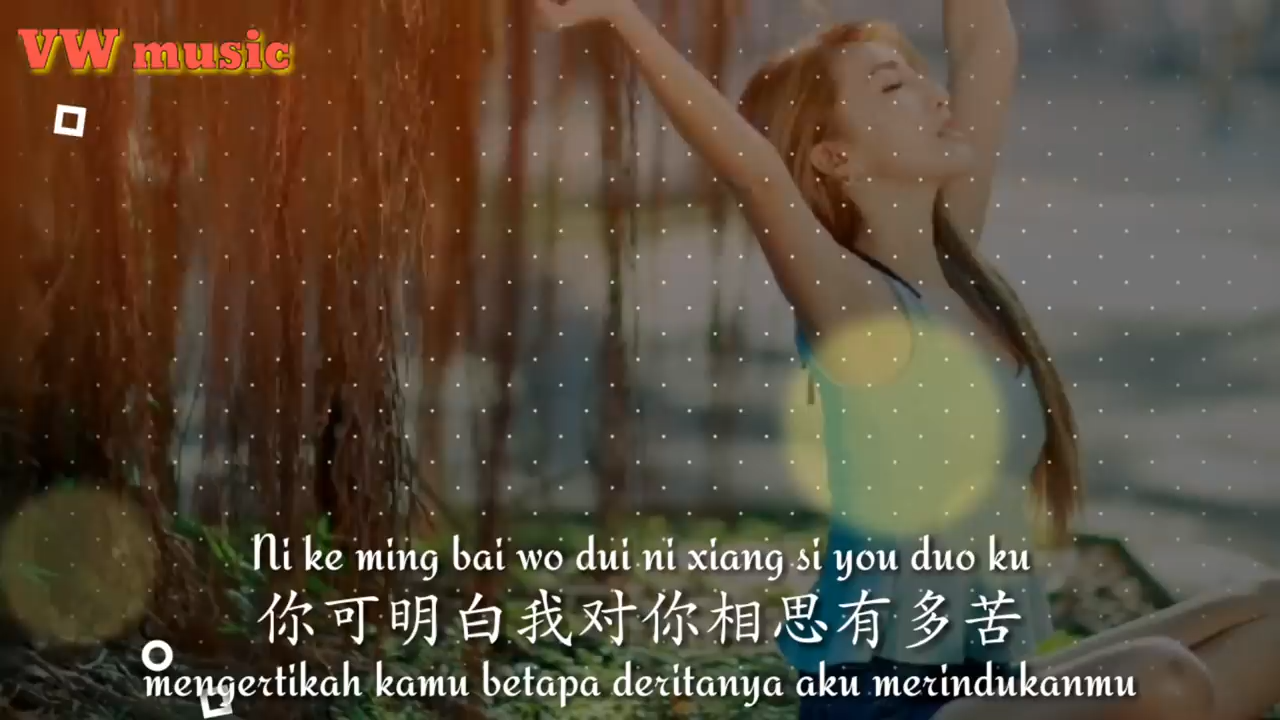 VW music
Ni ke ming bai wo dui ni xiang si you duo ku
你可明白我对你相思有多苦
mengertikah kamu betapa deritanya aku merindukanmu